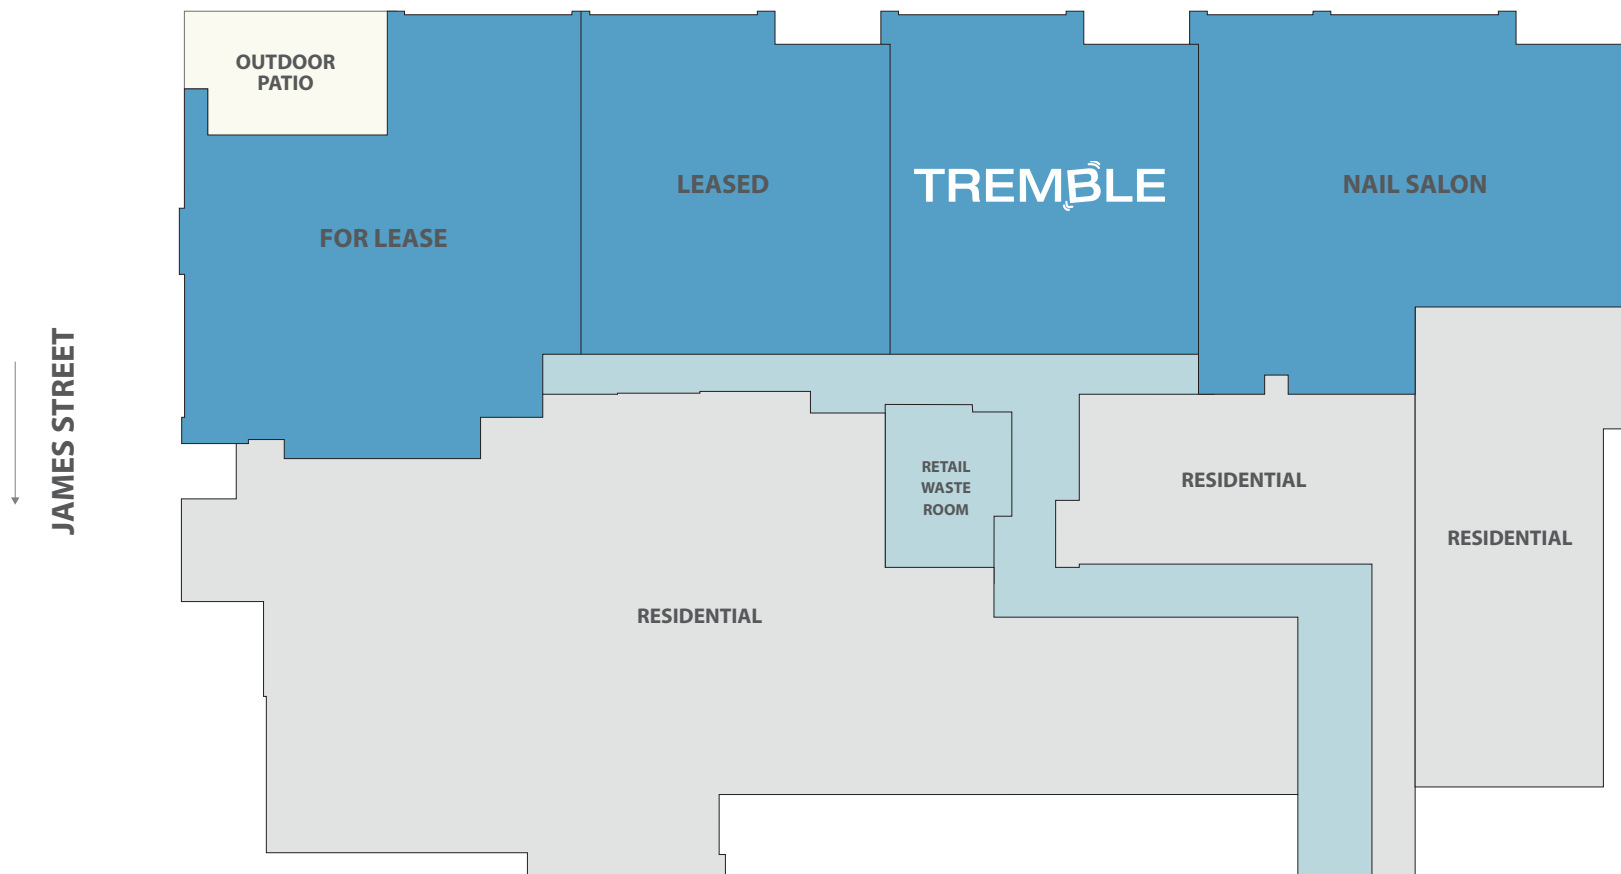 OUTDOOR
PATIO
LEASED
TREMBLE
NAIL SALON
FOR LEASE
JAMES STREET
RETAIL
WASTE
ROOM
RESIDENTIAL
RESIDENTIAL
RESIDENTIAL